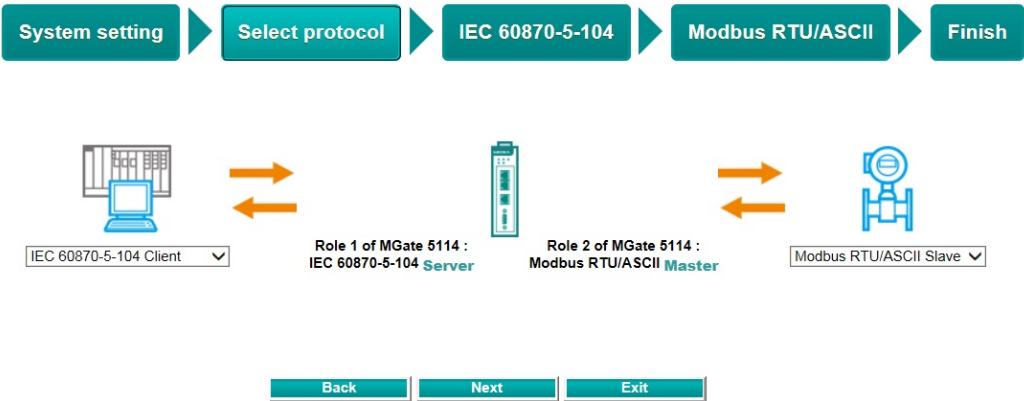 System setting
Select protocol
IEC 60870-5-104
Modbus RTU/ASCII
Finish
IEC 60870-5-104 Client
Role 1 of MGate 5114 :
IEC 60870-5-104 Server
Role 2 of MGate 5114 :
Modbus RTU/ASCII Master
Modbus RTU/ASCII Slave
Back
Next
Exit